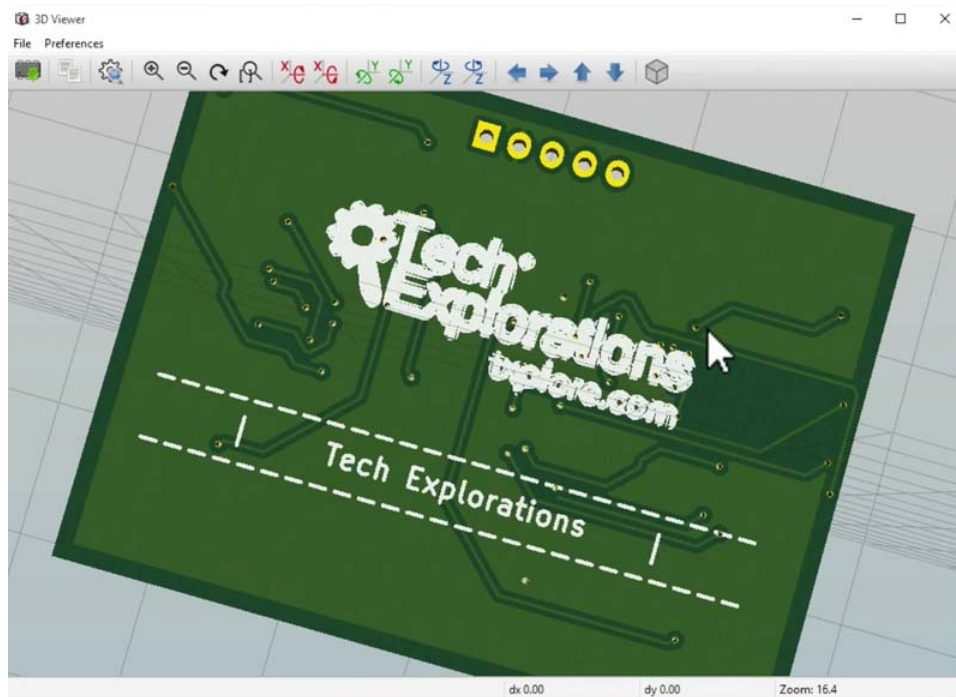 3D Viewer
File Preferences
X X Y Y Z Z
Tech
Explorations
txplore.com
Tech Explorations
dx 0.00 dy 0.00 Zoom: 16.4